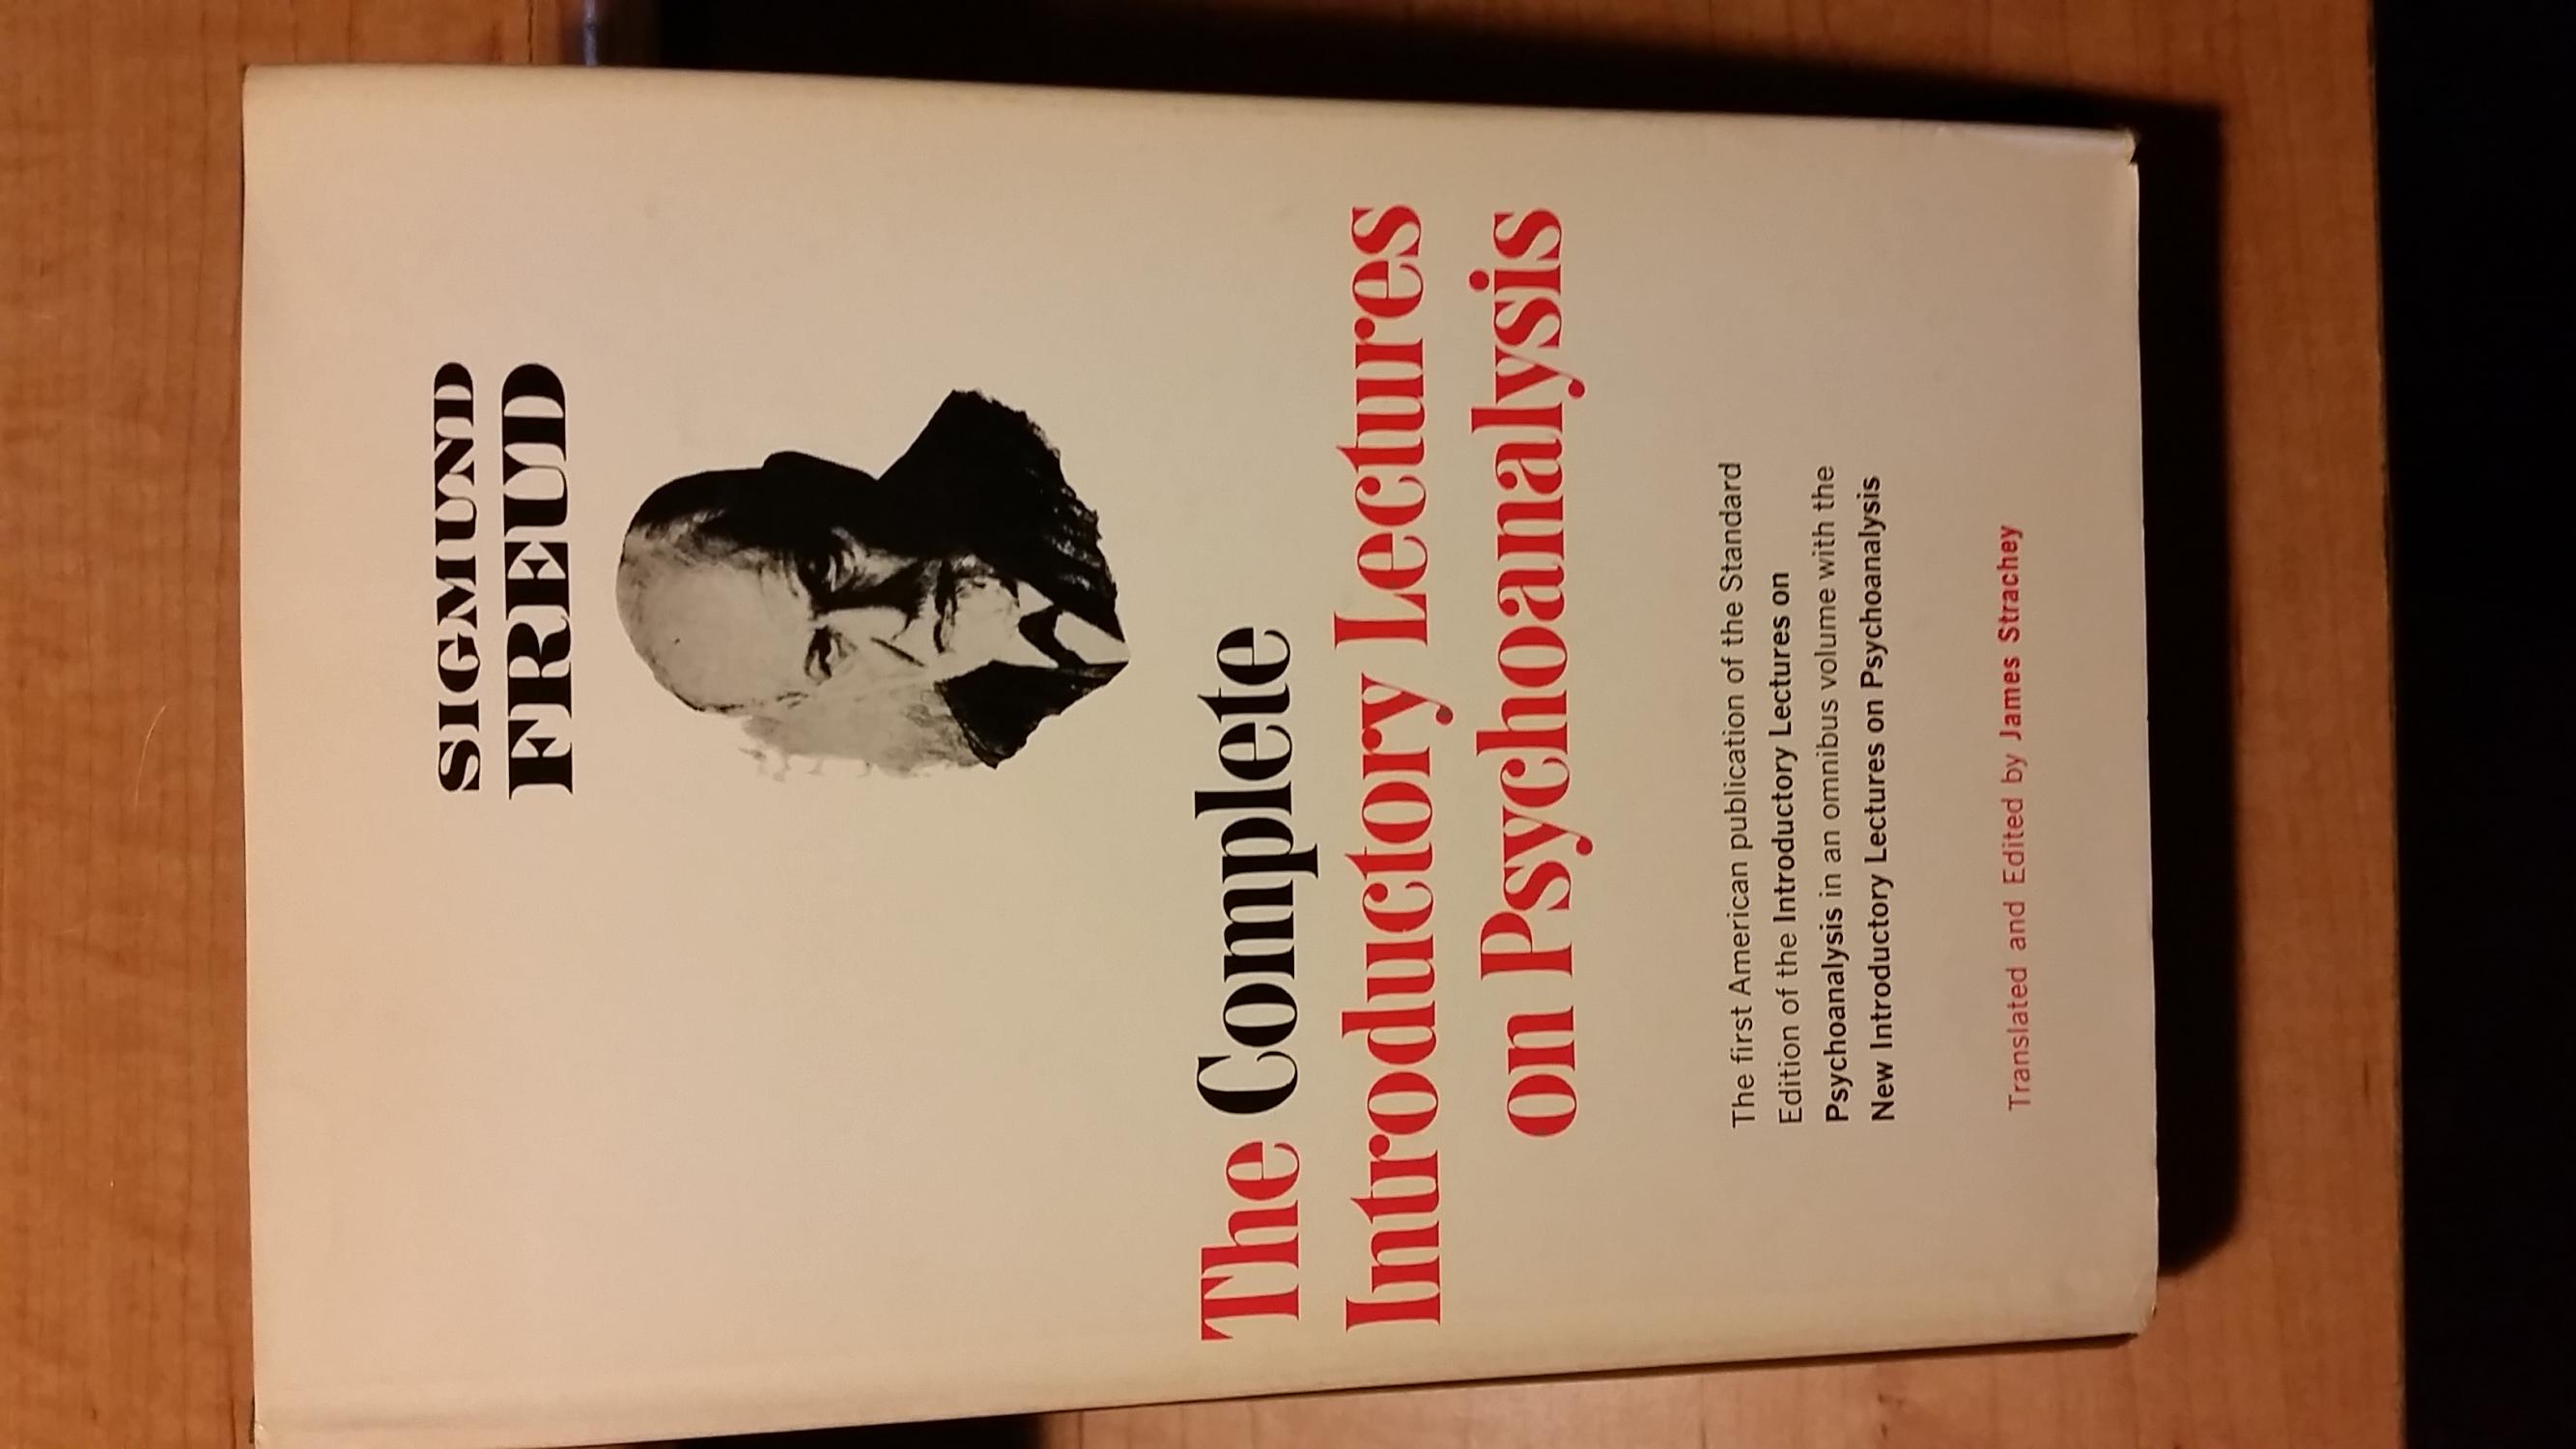 SIGMUND
FREUD
The Complete
Introductory Lectures
on Psychoanalysis
The first American publication of the Standard
Edition of the Introductory Lectures on
Psychoanalysis in an omnibus volume with the
New Introductory Lectures on Psychoanalysis
Translated and Edited by James Strachey